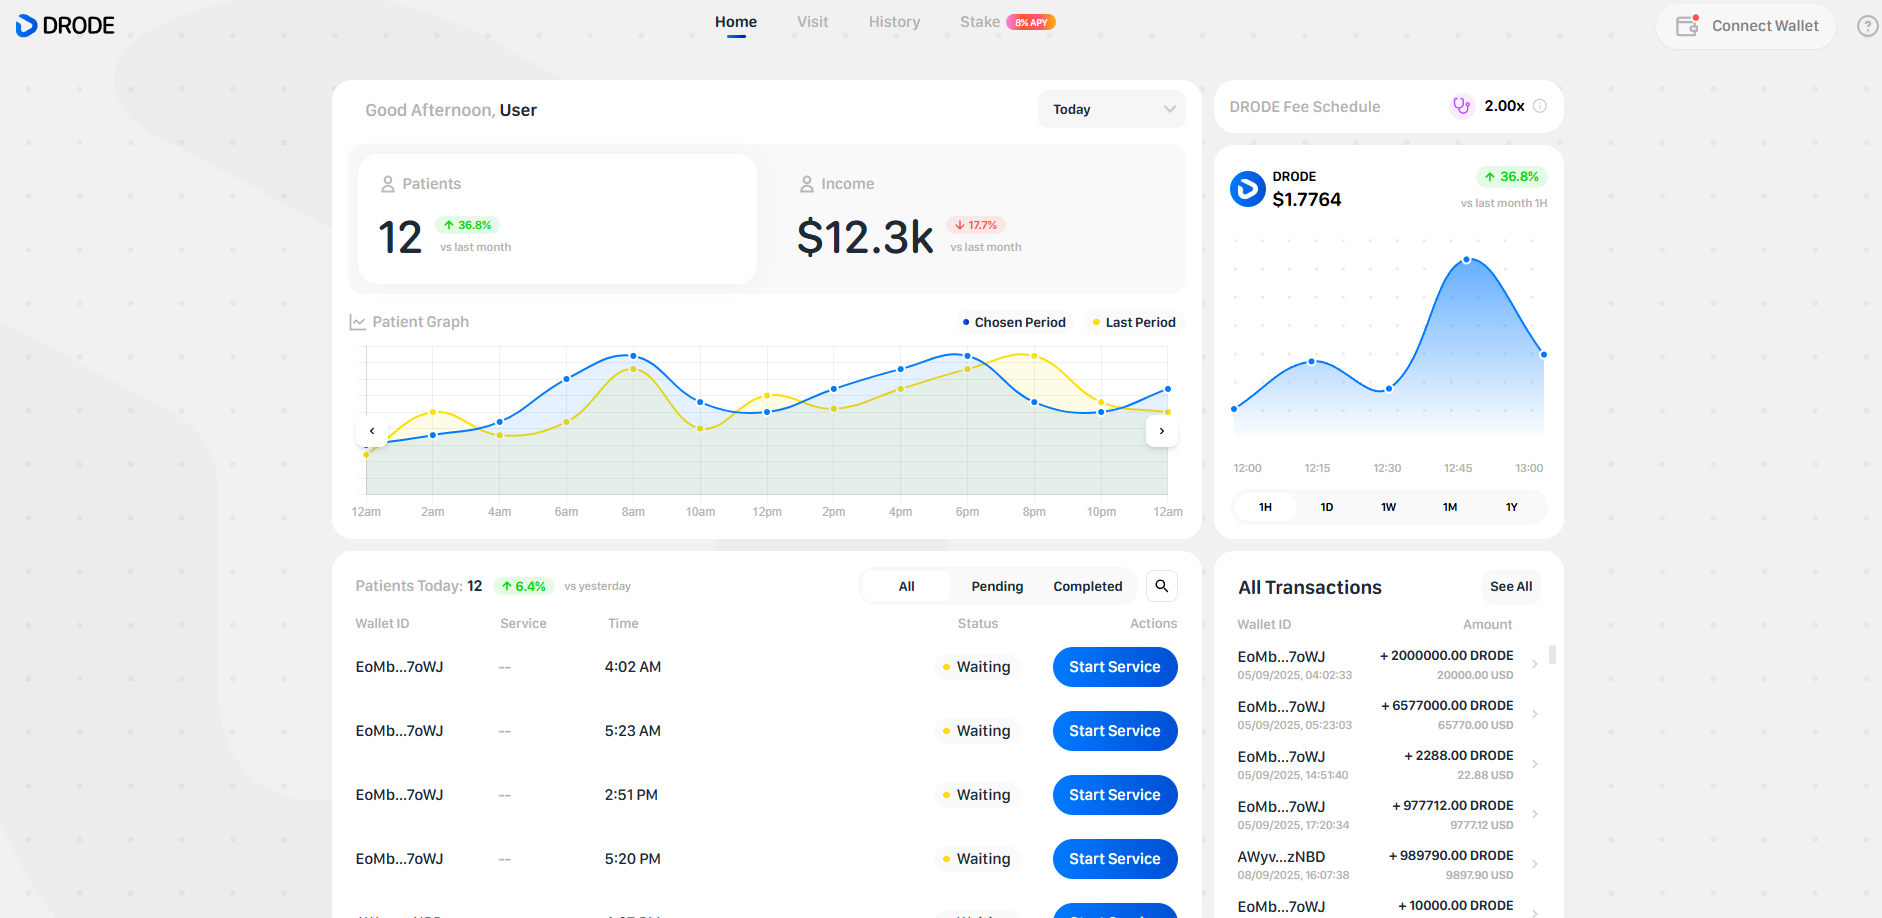 DRODE
Home
Visit
History
Stake
8% APY
Connect Wallet
Good Afternoon, User
Today
Patients
12
36.8%
vs last month
Income
$12.3k
17.7%
vs last month
Patient Graph
Chosen Period
Last Period
12am 2am 4am 6am 8am 10am 12pm 2pm 4pm 6pm 8pm 10pm 12am
DRODE Fee Schedule
2.00x
DRODE
$1.7764
36.8%
vs last month 1H
12:00 12:15 12:30 12:45 13:00
1H 1D 1W 1M 1Y
Patients Today: 12
6.4%
vs yesterday
All Pending Completed
Wallet ID Service Time Status Actions
EoMb...7oWJ -- 4:02 AM Waiting Start Service
EoMb...7oWJ -- 5:23 AM Waiting Start Service
EoMb...7oWJ -- 2:51 PM Waiting Start Service
EoMb...7oWJ -- 5:20 PM Waiting Start Service
All Transactions
See All
Wallet ID Amount
EoMb...7oWJ + 2000000.00 DRODE
05/09/2025, 04:02:33 20000.00 USD
EoMb...7oWJ + 6577000.00 DRODE
05/09/2025, 05:23:03 65770.00 USD
EoMb...7oWJ + 2288.00 DRODE
05/09/2025, 14:51:40 22.88 USD
EoMb...7oWJ + 977712.00 DRODE
05/09/2025, 17:20:34 9777.12 USD
AWyv...zNBD + 989790.00 DRODE
08/09/2025, 16:07:38 9897.90 USD
EoMb...7oWJ + 10000.00 DRODE